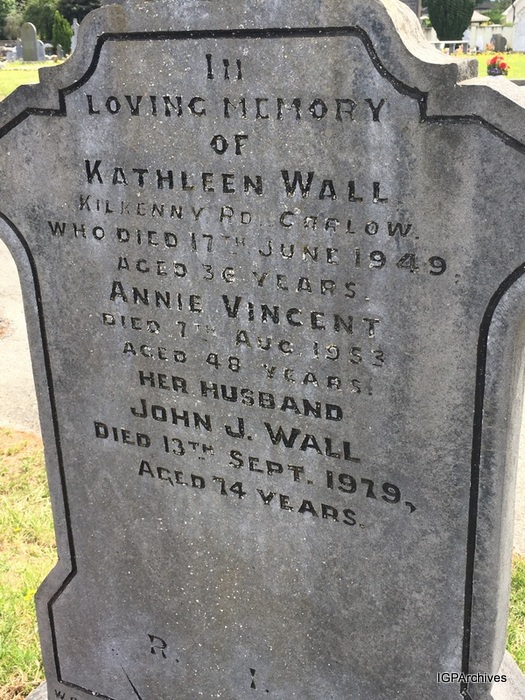 IN
LOVING MEMORY
OF
KATHLEEN WALL
KILKENNY RD. CARLOW.
WHO DIED 17TH JUNE 1949
AGED 36 YEARS.
ANNIE VINCENT
DIED 7TH AUG. 1953
AGED 48 YEARS.
HER HUSBAND
JOHN J. WALL
DIED 13TH SEPT. 1979,
AGED 74 YEARS.
R. I.
IGPArchives